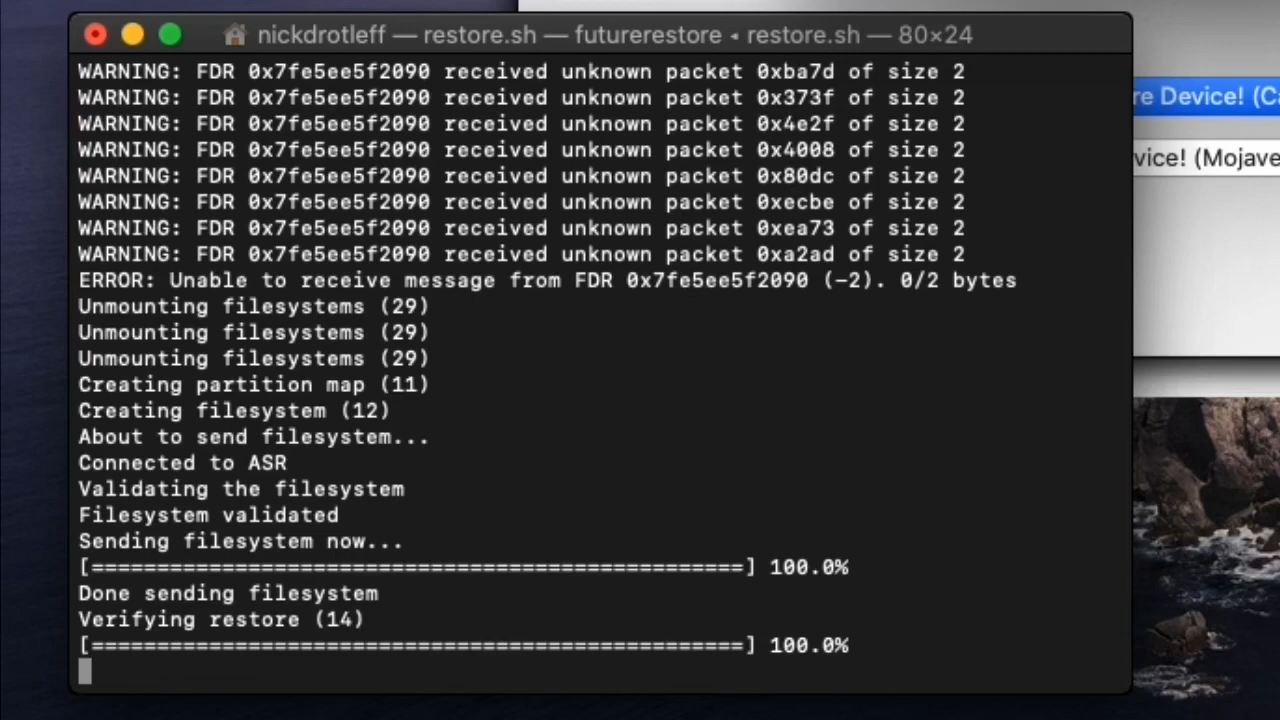 nickdrotleff — restore.sh — futurerestore ◂ restore.sh — 80×24
WARNING: FDR 0x7fe5ee5f2090 received unknown packet 0xba7d of size 2
WARNING: FDR 0x7fe5ee5f2090 received unknown packet 0x373f of size 2
WARNING: FDR 0x7fe5ee5f2090 received unknown packet 0x4e2f of size 2
WARNING: FDR 0x7fe5ee5f2090 received unknown packet 0x4008 of size 2
WARNING: FDR 0x7fe5ee5f2090 received unknown packet 0x80dc of size 2
WARNING: FDR 0x7fe5ee5f2090 received unknown packet 0xecbe of size 2
WARNING: FDR 0x7fe5ee5f2090 received unknown packet 0xea73 of size 2
WARNING: FDR 0x7fe5ee5f2090 received unknown packet 0xa2ad of size 2
ERROR: Unable to receive message from FDR 0x7fe5ee5f2090 (-2). 0/2 bytes
Unmounting filesystems (29)
Unmounting filesystems (29)
Unmounting filesystems (29)
Creating partition map (11)
Creating filesystem (12)
About to send filesystem...
Connected to ASR
Validating the filesystem
Filesystem validated
Sending filesystem now...
[==================================================] 100.0%
Done sending filesystem
Verifying restore (14)
[==================================================] 100.0%
re Device! (Ca
vice! (Mojave